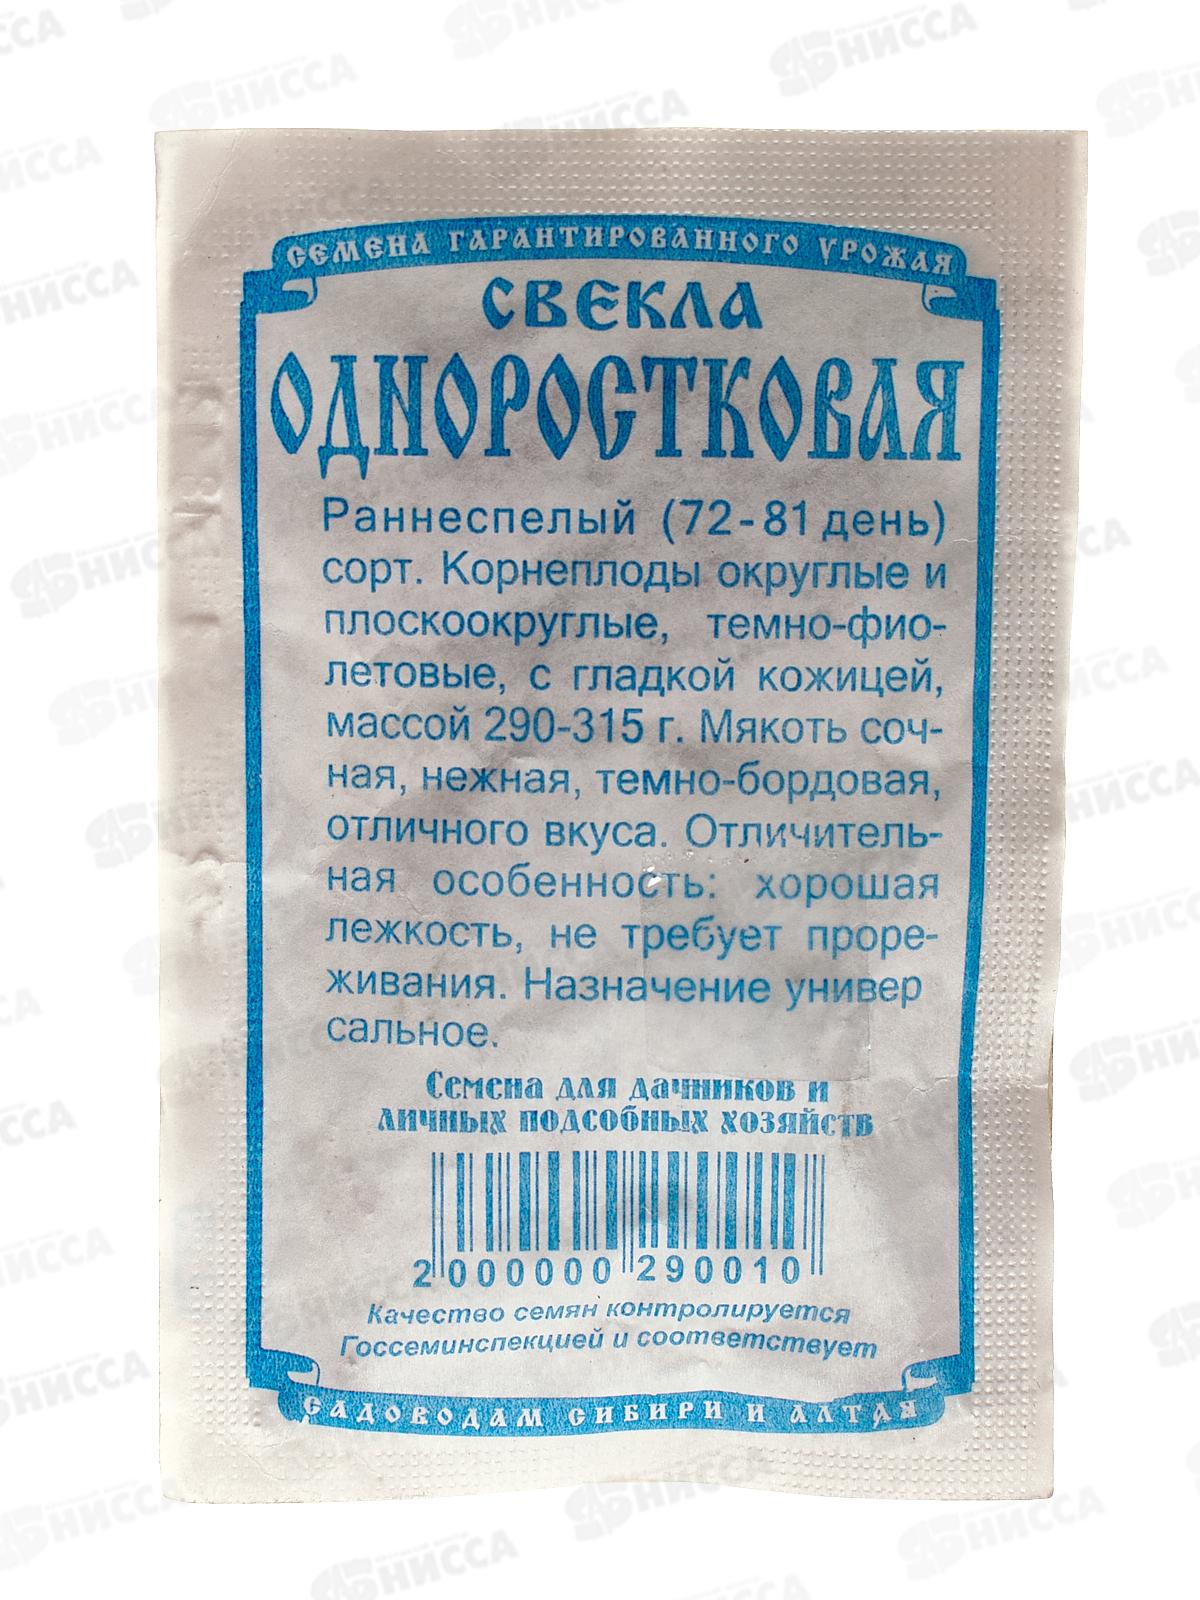 СЕМЕНА ГАРАНТИРОВАННОГО УРОЖАЯ
СВЕКЛА
ОДНОРОСТКОВАЯ
Раннеспелый (72-81 день)
сорт. Корнеплоды округлые и
плоскоокруглые, темно-фио-
летовые, с гладкой кожицей,
массой 290-315 г. Мякоть соч-
ная, нежная, темно-бордовая,
отличного вкуса. Отличитель-
ная особенность: хорошая
лежкость, не требует проре-
живания. Назначение универ
сальное.
Семена для дачников и
личных подсобных хозяйств
2 000000 290010
Качество семян контролируется
Госсеминспекцией и соответствует
САДОВОДАМ СИБИРИ И АЛТАЯ